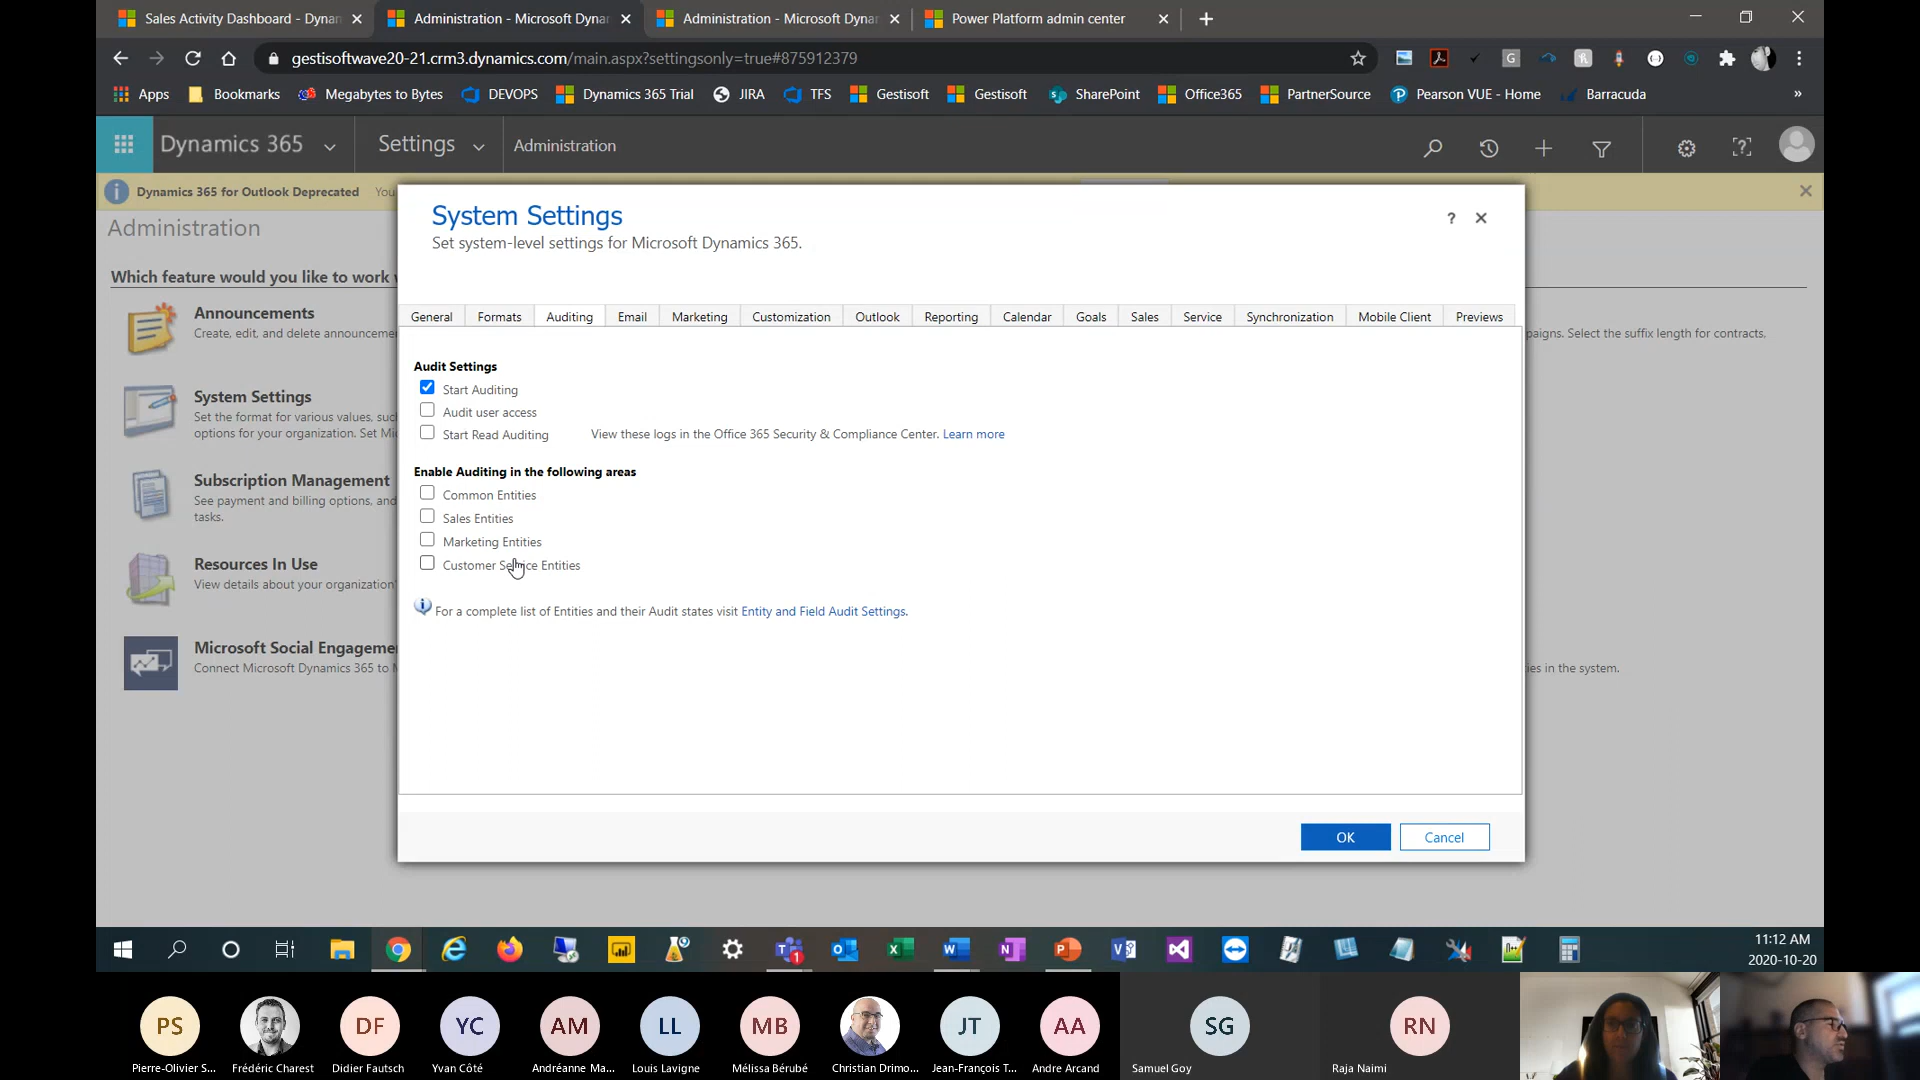 Sales Activity Dashboard - Dynan
Administration - Microsoft Dynar
Administration - Microsoft Dynar
Power Platform admin center
gestisoftwave20-21.crm3.dynamics.com/main.aspx?settingsonly=true#875912379
Apps
Bookmarks
Megabytes to Bytes
DEVOPS
Dynamics 365 Trial
JIRA
TFS
Gestisoft
Gestisoft
SharePoint
Office365
PartnerSource
Pearson VUE - Home
Barracuda
»
Dynamics 365
Settings
Administration
Dynamics 365 for Outlook Deprecated You
Administration
Which feature would you like to work
Announcements
Create, edit, and delete announceme
System Settings
Set the format for various values, suc
options for your organization. Set Mi
Subscription Management
See payment and billing options, and
tasks.
Resources In Use
View details about your organization'
Microsoft Social Engageme
Connect Microsoft Dynamics 365 to M
paigns. Select the suffix length for contracts.
ies in the system.
System Settings
Set system-level settings for Microsoft Dynamics 365.
?
General
Formats
Auditing
Email
Marketing
Customization
Outlook
Reporting
Calendar
Goals
Sales
Service
Synchronization
Mobile Client
Previews
Audit Settings
Start Auditing
Audit user access
Start Read Auditing
View these logs in the Office 365 Security & Compliance Center. Learn more
Enable Auditing in the following areas
Common Entities
Sales Entities
Marketing Entities
Customer Service Entities
For a complete list of Entities and their Audit states visit Entity and Field Audit Settings.
OK
Cancel
11:12 AM
2020-10-20
PS
DF
YC
AM
LL
MB
JT
AA
SG
RN
Pierre-Olivier S...
Frédéric Charest
Didier Fautsch
Yvan Côté
Andréanne Ma...
Louis Lavigne
Mélissa Bérubé
Christian Drimo...
Jean-François T...
Andre Arcand
Samuel Goy
Raja Naimi